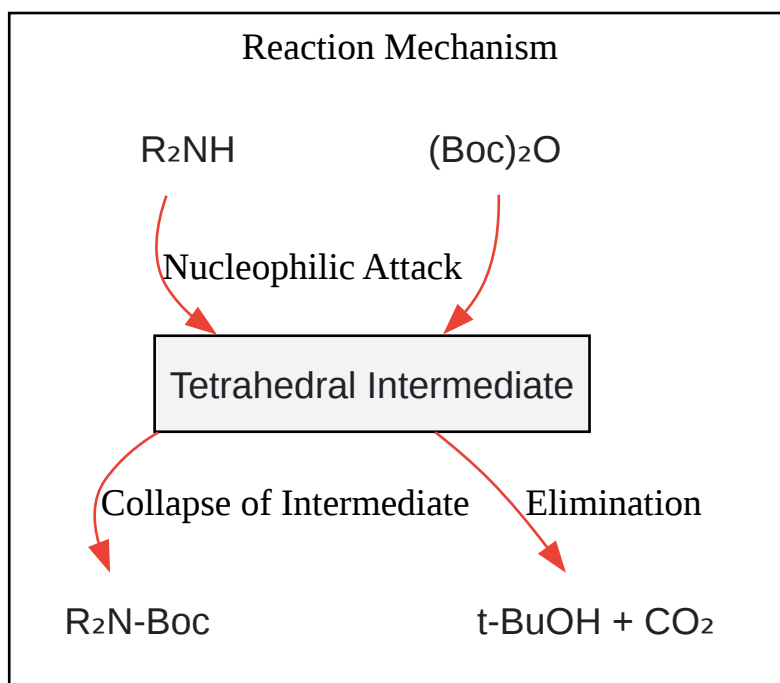 Reaction Mechanism
R₂NH
(Boc)₂O
Nucleophilic Attack
Tetrahedral Intermediate
Collapse of Intermediate
Elimination
R₂N-Boc
t-BuOH + CO₂